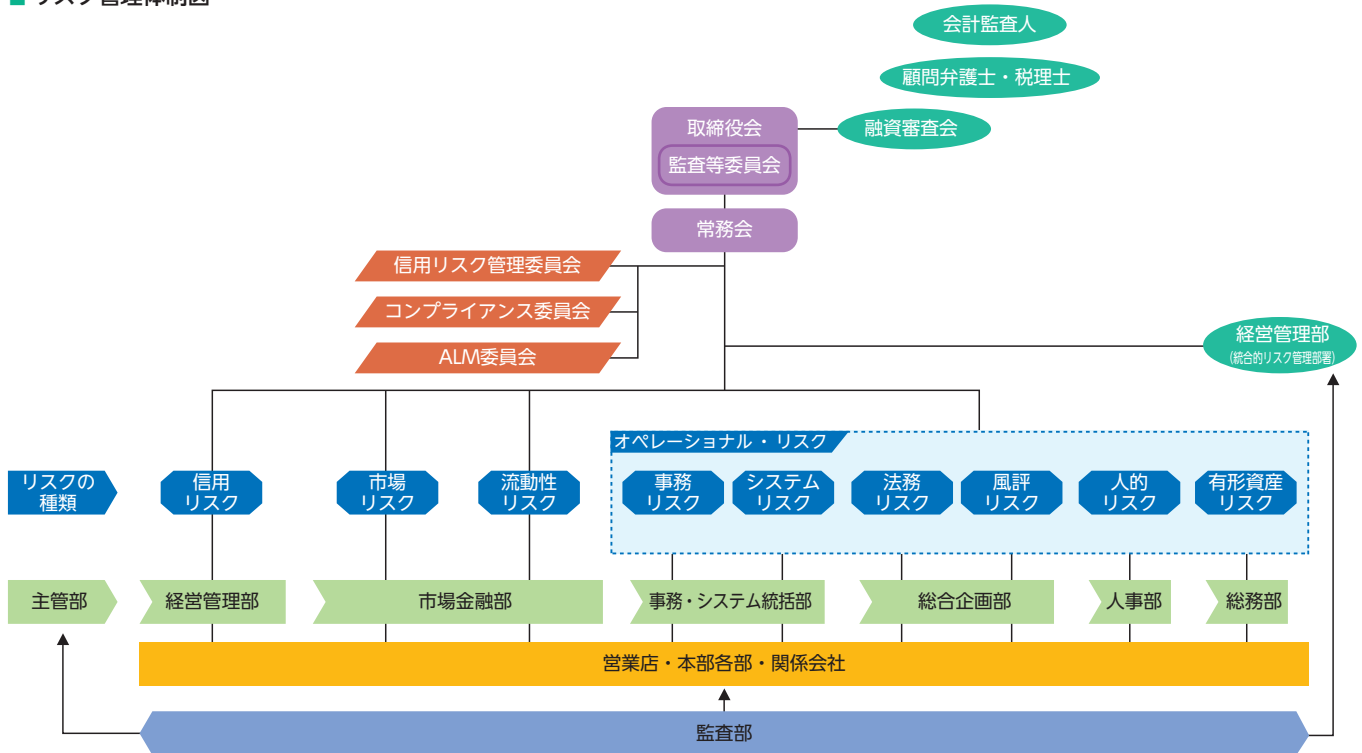 会計監査人
顧問弁護士・税理士
取締役会
融資審査会
監査等委員会
常務会
信用リスク管理委員会
コンプライアンス委員会
ALM委員会
経営管理部
(統合的リスク管理部署)
オペレーショナル・リスク
リスクの
種類
信用
リスク
市場
リスク
流動性
リスク
事務
リスク
システム
リスク
法務
リスク
風評
リスク
人的
リスク
有形資産
リスク
主管部
経営管理部
市場金融部
事務・システム統括部
総合企画部
人事部
総務部
営業店・本部各部・関係会社
監査部